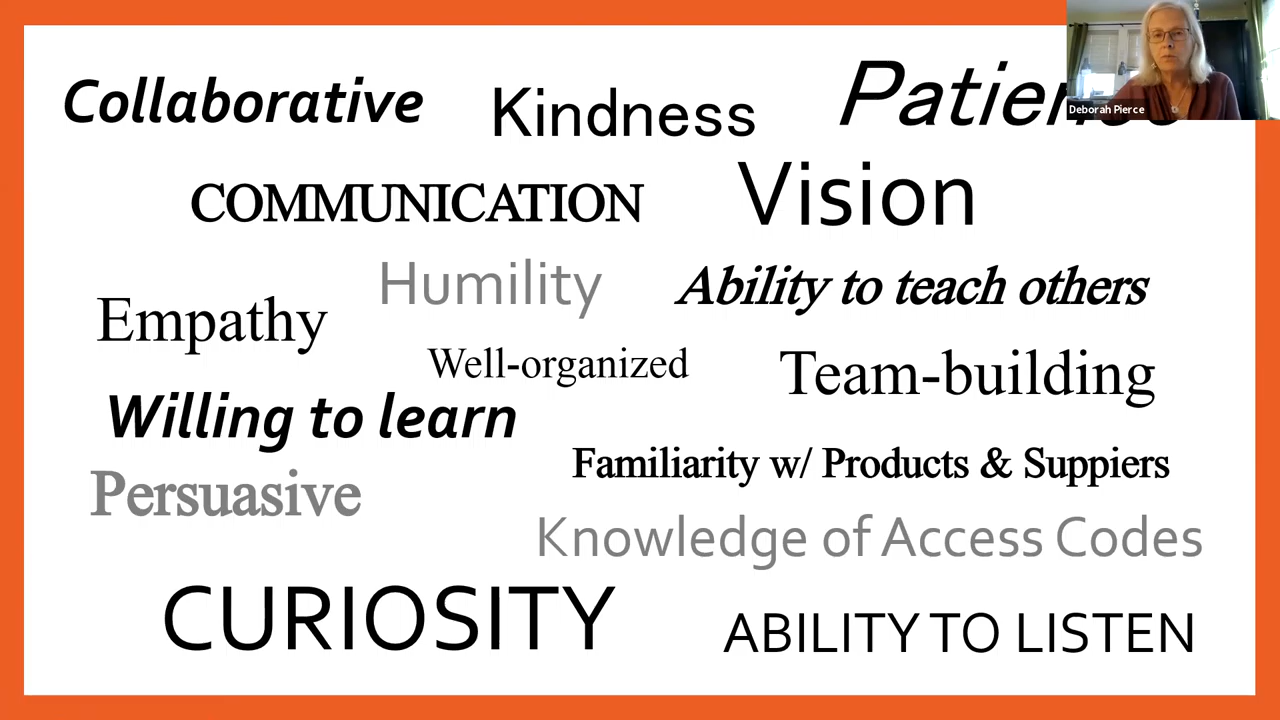 Collaborative
Kindness
Deborah Pierce
COMMUNICATION
Vision
Humility
Ability to teach others
Empathy
Well-organized
Team-building
Willing to learn
Familiarity w/ Products & Suppiers
Persuasive
Knowledge of Access Codes
CURIOSITY
ABILITY TO LISTEN